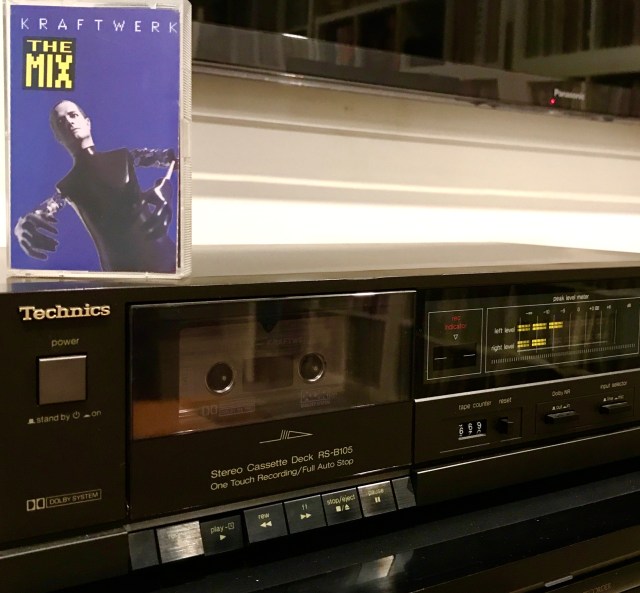 KRAFTWERK
THE
MIX
Panasonic
Technics
peak level meter
rec
indicator
left level
right level
power
stand by on
KRAFTWERK
tape counter
reset
Dolby NR
input selector
Stereo Cassette Deck RS-B105
One Touch Recording/Full Auto Stop
DOLBY SYSTEM
play
rew
stop/eject
pause